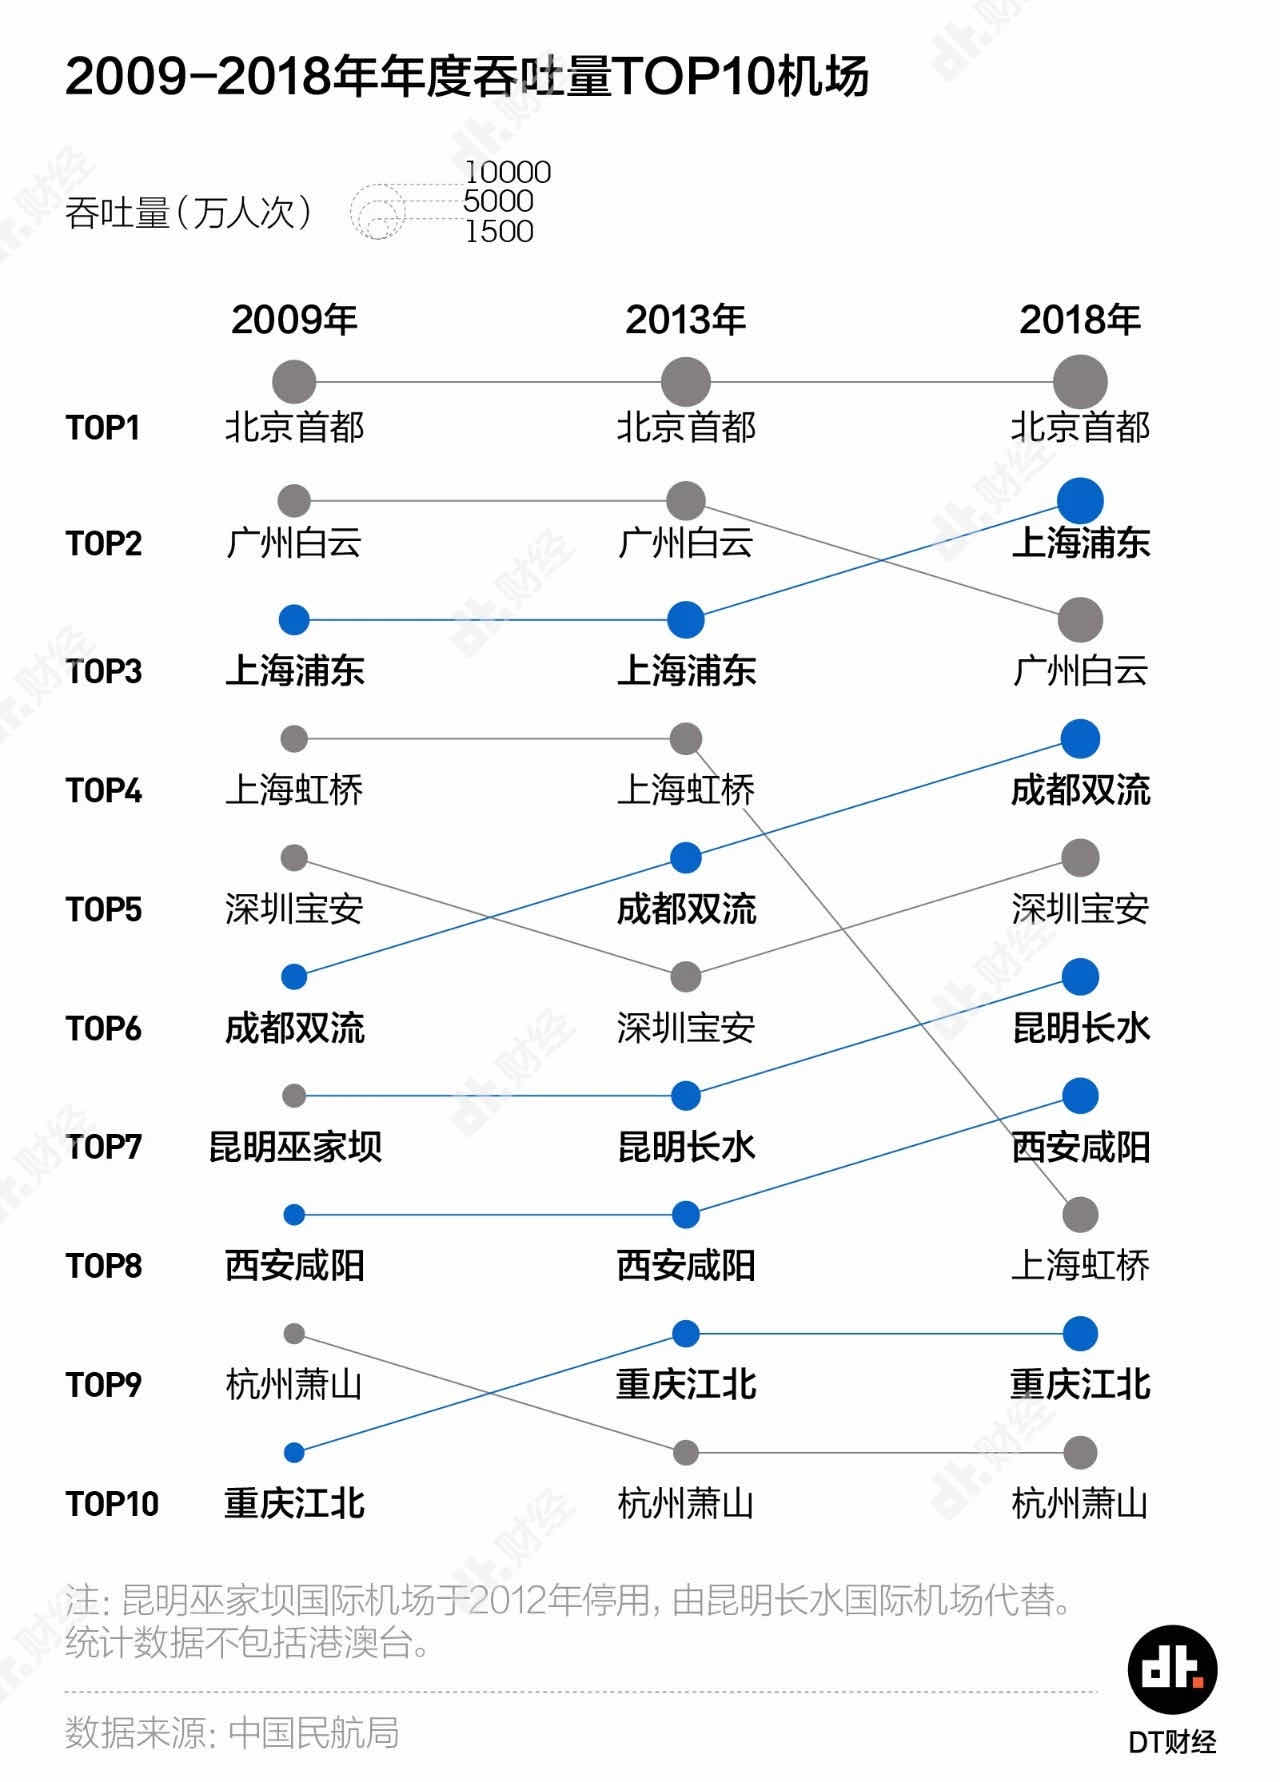 2009-2018年年度吞吐量TOP10机场
吞吐量(万人次)
10000
5000
1500
2009年 2013年 2018年
TOP1 北京首都 北京首都 北京首都
TOP2 广州白云 广州白云 上海浦东
TOP3 上海浦东 上海浦东 广州白云
TOP4 上海虹桥 上海虹桥 成都双流
TOP5 深圳宝安 成都双流 深圳宝安
TOP6 成都双流 深圳宝安 昆明长水
TOP7 昆明巫家坝 昆明长水 西安咸阳
TOP8 西安咸阳 西安咸阳 上海虹桥
TOP9 杭州萧山 重庆江北 重庆江北
TOP10 重庆江北 杭州萧山 杭州萧山
注: 昆明巫家坝国际机场于2012年停用, 由昆明长水国际机场代替。
统计数据不包括港澳台。
数据来源: 中国民航局
dt.
DT财经